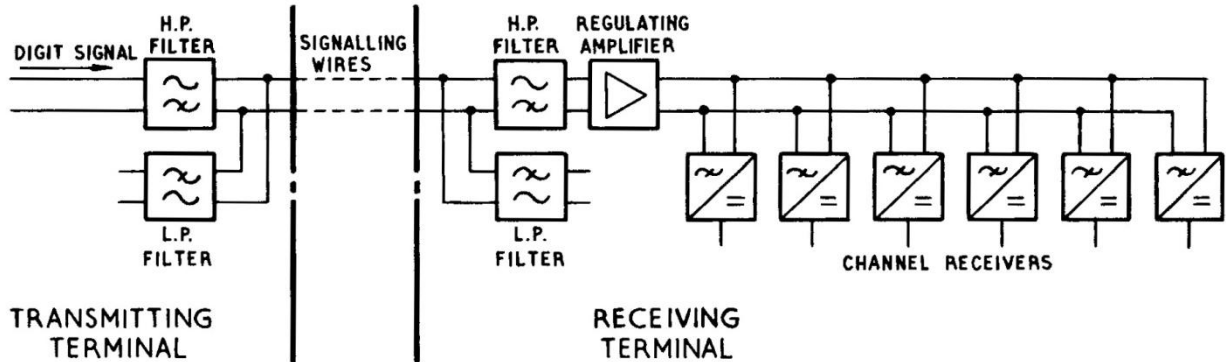 H.P.
FILTER
DIGIT SIGNAL
SIGNALLING
WIRES
H.P.
FILTER
REGULATING
AMPLIFIER
L.P.
FILTER
L.P.
FILTER
CHANNEL RECEIVERS
TRANSMITTING
TERMINAL
RECEIVING
TERMINAL